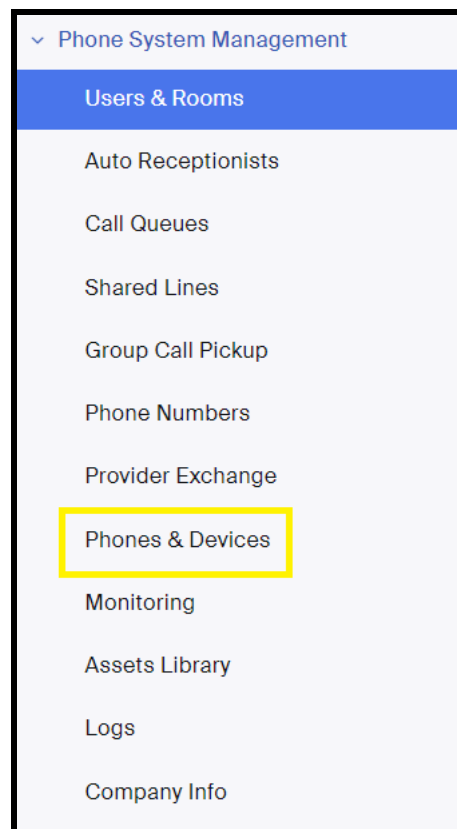 Phone System Management
Users & Rooms
Auto Receptionists
Call Queues
Shared Lines
Group Call Pickup
Phone Numbers
Provider Exchange
Phones & Devices
Monitoring
Assets Library
Logs
Company Info